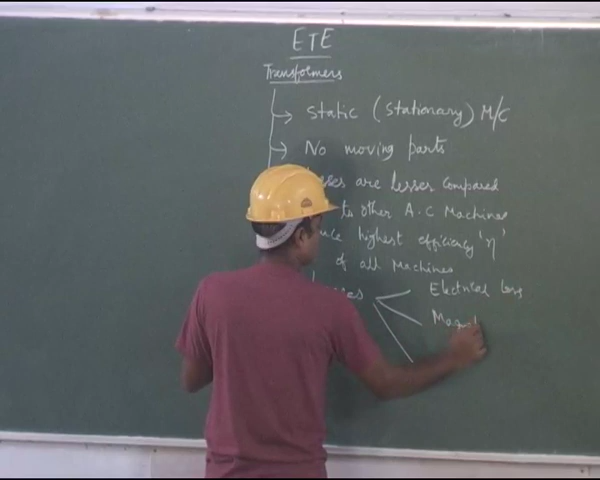 ETE
Transformers
Static (Stationary) M/C
No moving parts
sses are Lesser Compared
to other A.C Machines
highest efficiency 'η'
of all Machines
Electrical loss